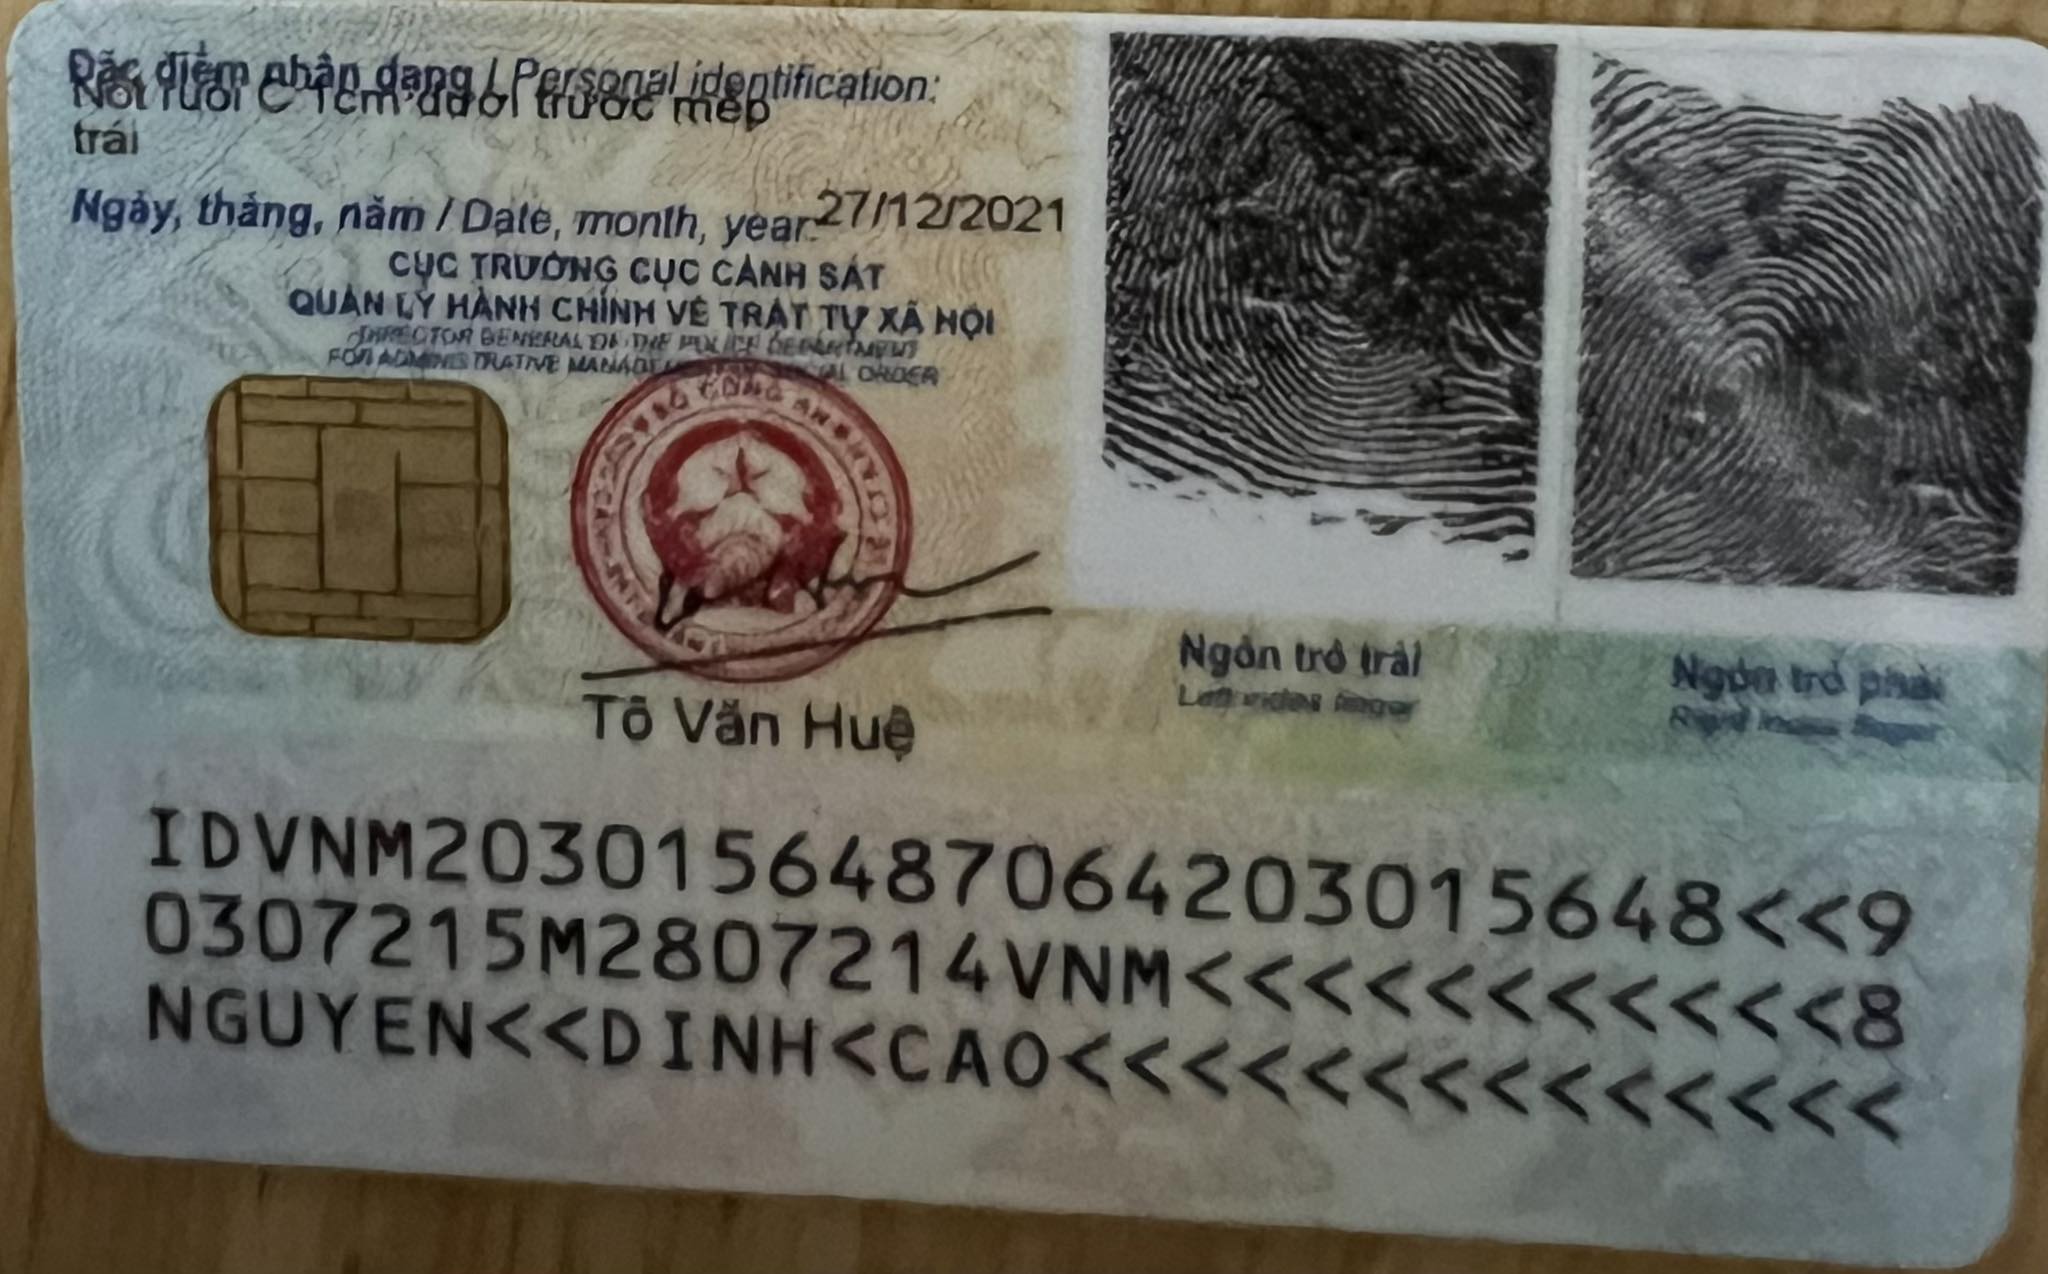 Đặc điểm nhân dạng / Personal identification:
Nốt ruồi C 1cm dưới trước mép
trái
Ngày, tháng, năm / Date, month, year: 27/12/2021
CỤC TRƯỞNG CỤC CẢNH SÁT
QUẢN LÝ HÀNH CHÍNH VỀ TRẬT TỰ XÃ HỘI
DIRECTOR GENERAL OF THE POLICE DEPARTMENT
FOR ADMINISTRATIVE MANAGEMENT SOCIAL ORDER
BỘ CÔNG AN
Tô Văn Huệ
Ngón trỏ trái
Left index finger
Ngón trỏ phải
Right index finger
IDVNM2030156487064203015648<<9
0307215M2807214VNM<<<<<<<<<<<8
NGUYEN<<DINH<CAO<<<<<<<<<<<<<<